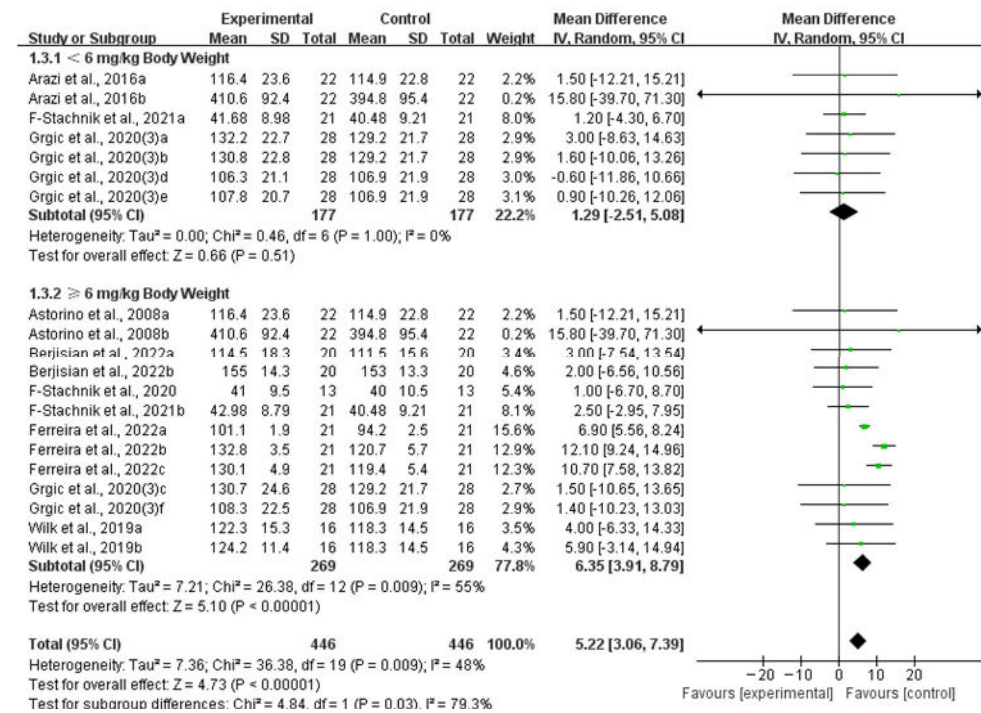 Experimental Control Mean Difference Mean Difference
Study or Subgroup Mean SD Total Mean SD Total Weight IV, Random, 95% CI IV, Random, 95% CI
1.3.1 < 6 mg/kg Body Weight
Arazi et al., 2016a 116.4 23.6 22 114.9 22.8 22 2.2% 1.50 [-12.21, 15.21]
Arazi et al., 2016b 410.6 92.4 22 394.8 95.4 22 0.2% 15.80 [-39.70, 71.30]
F-Stachnik et al., 2021a 41.68 8.98 21 40.48 9.21 21 8.0% 1.20 [-4.30, 6.70]
Grgic et al., 2020(3)a 132.2 22.7 28 129.2 21.7 28 2.9% 3.00 [-8.63, 14.63]
Grgic et al., 2020(3)b 130.8 22.8 28 129.2 21.7 28 2.9% 1.60 [-10.06, 13.26]
Grgic et al., 2020(3)d 106.3 21.1 28 106.9 21.9 28 3.0% -0.60 [-11.86, 10.66]
Grgic et al., 2020(3)e 107.8 20.7 28 106.9 21.9 28 3.1% 0.90 [-10.26, 12.06]
Subtotal (95% CI) 177 177 22.2% 1.29 [-2.51, 5.08]
Heterogeneity: Tau² = 0.00; Chi² = 0.46, df = 6 (P = 1.00); I² = 0%
Test for overall effect: Z = 0.66 (P = 0.51)
1.3.2 ≥ 6 mg/kg Body Weight
Astorino et al., 2008a 116.4 23.6 22 114.9 22.8 22 2.2% 1.50 [-12.21, 15.21]
Astorino et al., 2008b 410.6 92.4 22 394.8 95.4 22 0.2% 15.80 [-39.70, 71.30]
Berjisian et al., 2022a 114.5 18.3 20 111.5 15.6 20 3.4% 3.00 [-7.54, 13.54]
Berjisian et al., 2022b 155 14.3 20 153 13.3 20 4.6% 2.00 [-6.56, 10.56]
F-Stachnik et al., 2020 41 9.5 13 40 10.5 13 5.3% 1.00 [-6.70, 8.70]
F-Stachnik et al., 2021b 42.98 8.79 21 40.48 9.21 21 8.1% 2.50 [-2.95, 7.95]
Ferreira et al., 2022a 101.1 1.9 21 94.2 2.5 21 15.6% 6.90 [5.56, 8.24]
Ferreira et al., 2022b 132.8 3.5 21 120.7 5.7 21 12.9% 12.10 [9.24, 14.96]
Ferreira et al., 2022c 130.1 4.9 21 119.4 5.4 21 12.3% 10.70 [7.58, 13.82]
Grgic et al., 2020(3)c 130.7 24.6 28 129.2 21.7 28 2.7% 1.50 [-10.65, 13.65]
Grgic et al., 2020(3)f 108.3 22.5 28 106.9 21.9 28 2.9% 1.40 [-10.23, 13.03]
Wilk et al., 2019a 122.3 15.3 16 118.3 14.5 16 3.5% 4.00 [-6.33, 14.33]
Wilk et al., 2019b 124.2 11.4 16 118.3 14.5 16 4.3% 5.90 [-3.14, 14.94]
Subtotal (95% CI) 269 269 77.8% 6.35 [3.91, 8.79]
Heterogeneity: Tau² = 7.21; Chi² = 26.38, df = 12 (P = 0.009); I² = 55%
Test for overall effect: Z = 5.10 (P < 0.00001)
Total (95% CI) 446 446 100.0% 5.22 [3.06, 7.39]
Heterogeneity: Tau² = 7.36; Chi² = 36.38, df = 19 (P = 0.009); I² = 48%
Test for overall effect: Z = 4.73 (P < 0.00001)
Test for subgroup differences: Chi² = 4.84, df = 1 (P = 0.03), I² = 79.3%
-20 -10 0 10 20
Favours [experimental] Favours [control]